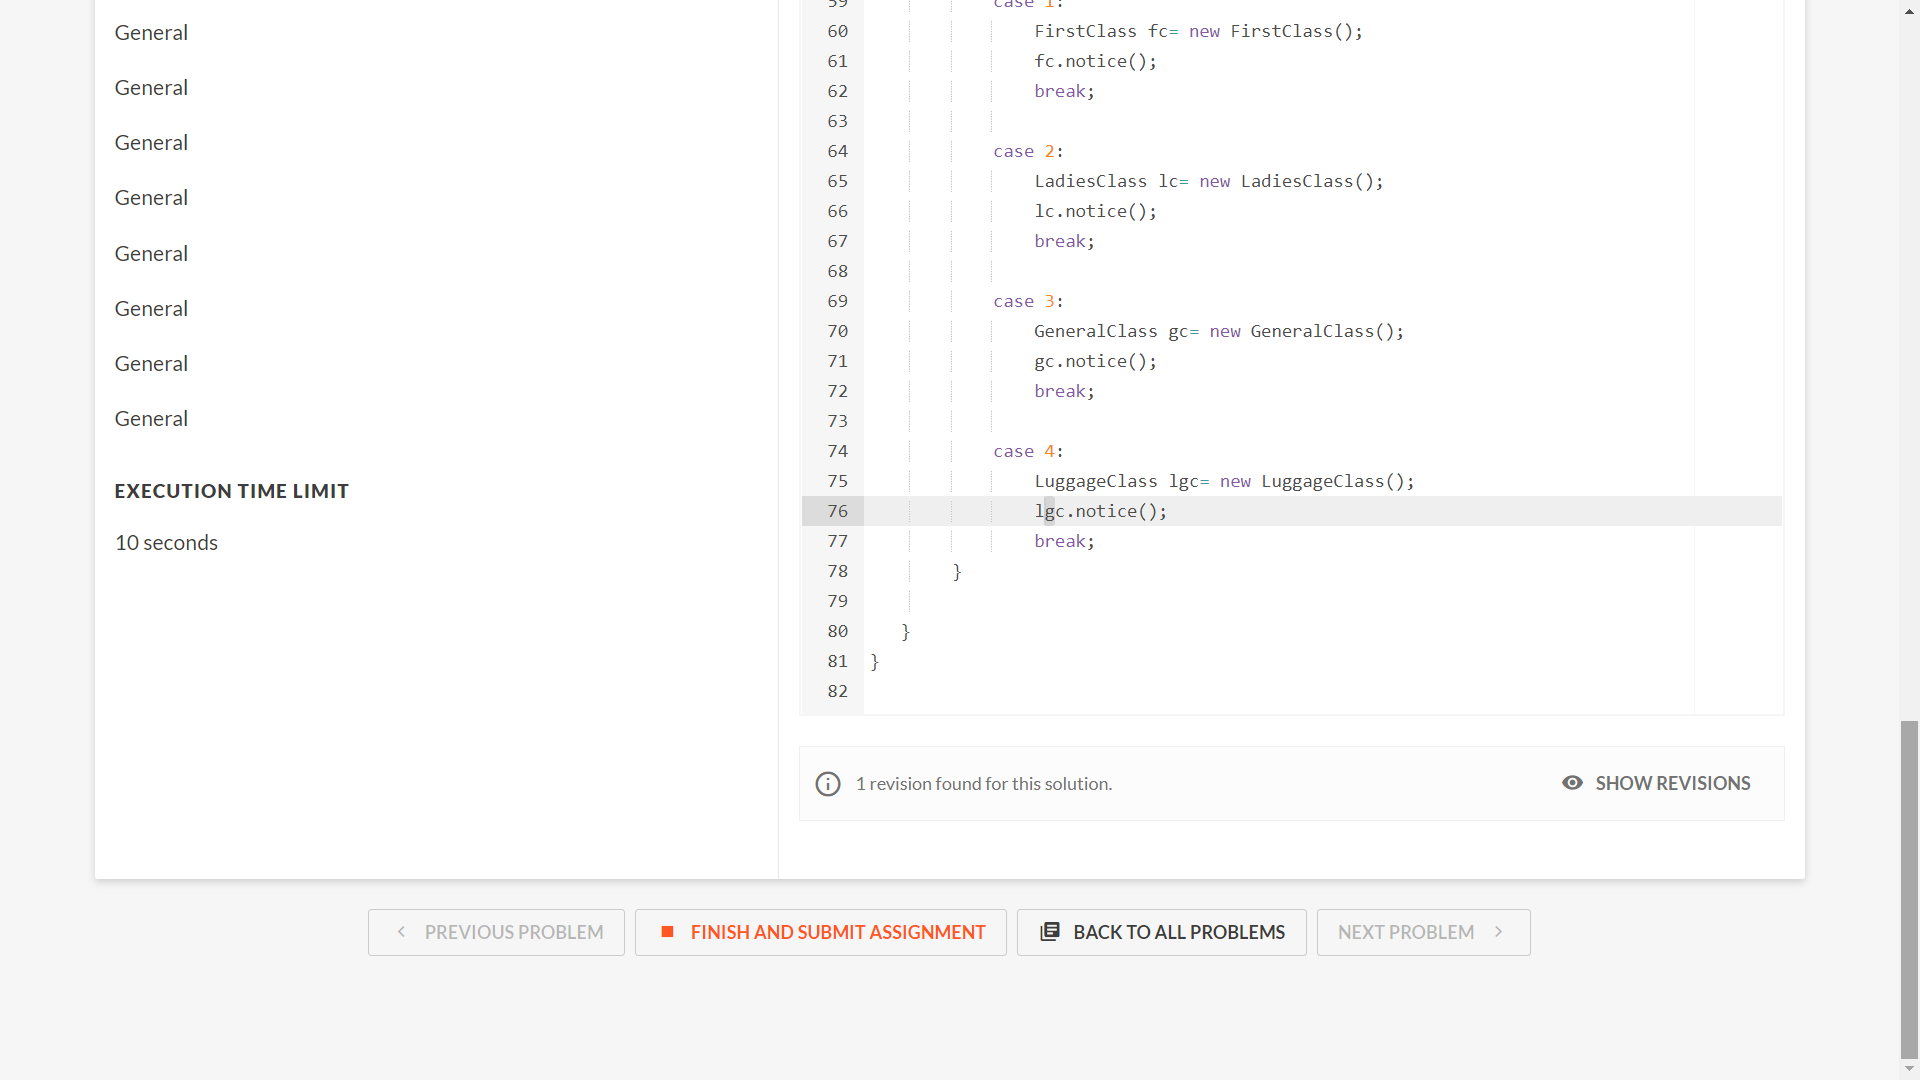 General
General
General
General
General
General
General
General
EXECUTION TIME LIMIT
10 seconds
59 case 1:
60 FirstClass fc= new FirstClass();
61 fc.notice();
62 break;
63
64 case 2:
65 LadiesClass lc= new LadiesClass();
66 lc.notice();
67 break;
68
69 case 3:
70 GeneralClass gc= new GeneralClass();
71 gc.notice();
72 break;
73
74 case 4:
75 LuggageClass lgc= new LuggageClass();
76 lgc.notice();
77 break;
78 }
79
80 }
81 }
82
1 revision found for this solution.
SHOW REVISIONS
PREVIOUS PROBLEM
FINISH AND SUBMIT ASSIGNMENT
BACK TO ALL PROBLEMS
NEXT PROBLEM